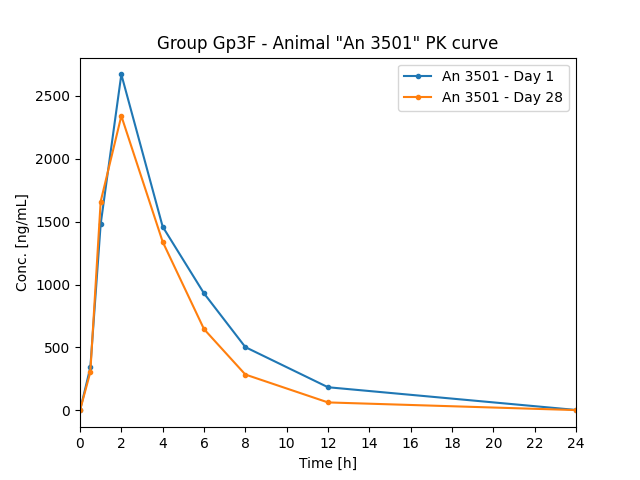 Group Gp3F - Animal "An 3501" PK curve
An 3501 - Day 1
An 3501 - Day 28
Conc. [ng/mL]
2500
2000
1500
1000
500
0
0 2 4 6 8 10 12 14 16 18 20 22 24
Time [h]